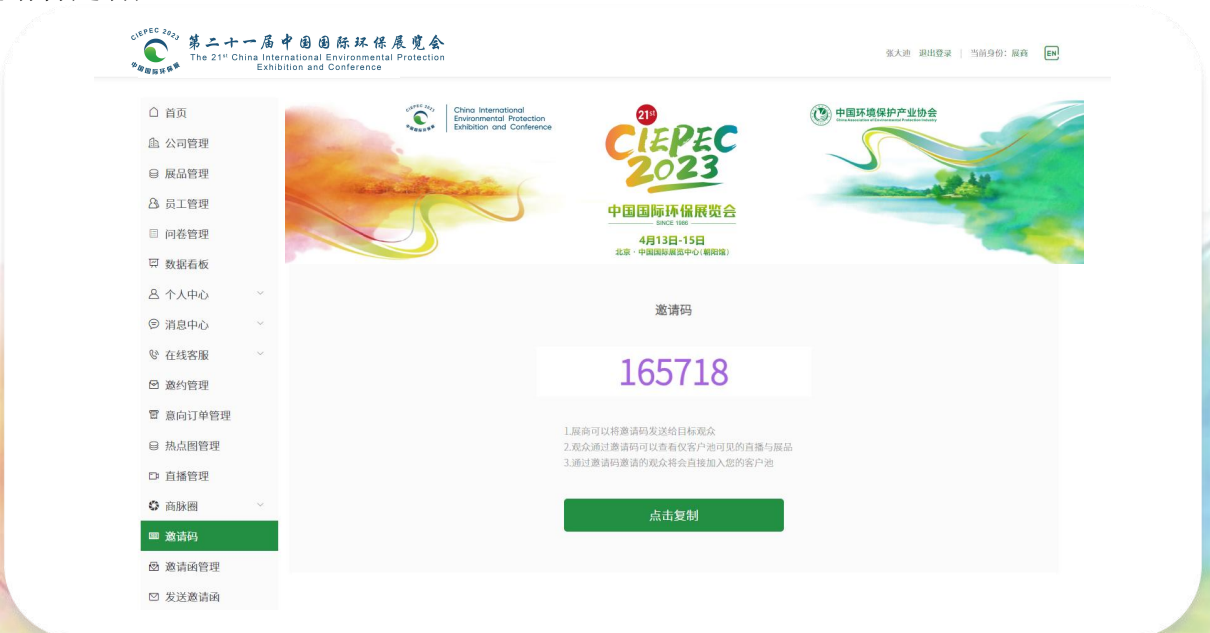 CIEPEC 2023
中国国际环保展
第二十一届中国国际环保展览会
The 21st China International Environmental Protection
Exhibition and Conference
张大迪 退出登录 | 当前身份: 展商 EN
首页
公司管理
展品管理
员工管理
问卷管理
数据看板
个人中心
消息中心
在线客服
邀约管理
意向订单管理
热点图管理
直播管理
商脉圈
邀请码
邀请函管理
发送邀请函
CIEPEC 2023
China International
Environmental Protection
Exhibition and Conference
21st
CIEPEC
2023
中国国际环保展览会
SINCE 1986
4月13日-15日
北京·中国国际展览中心(朝阳馆)
中国环境保护产业协会
China Association of Environmental Protection Industry
邀请码
165718
1.展商可以将邀请码发送给目标观众
2.观众通过邀请码可以查看仅客户池可见的直播与展品
3.通过邀请码邀请的观众将会直接加入您的客户池
点击复制